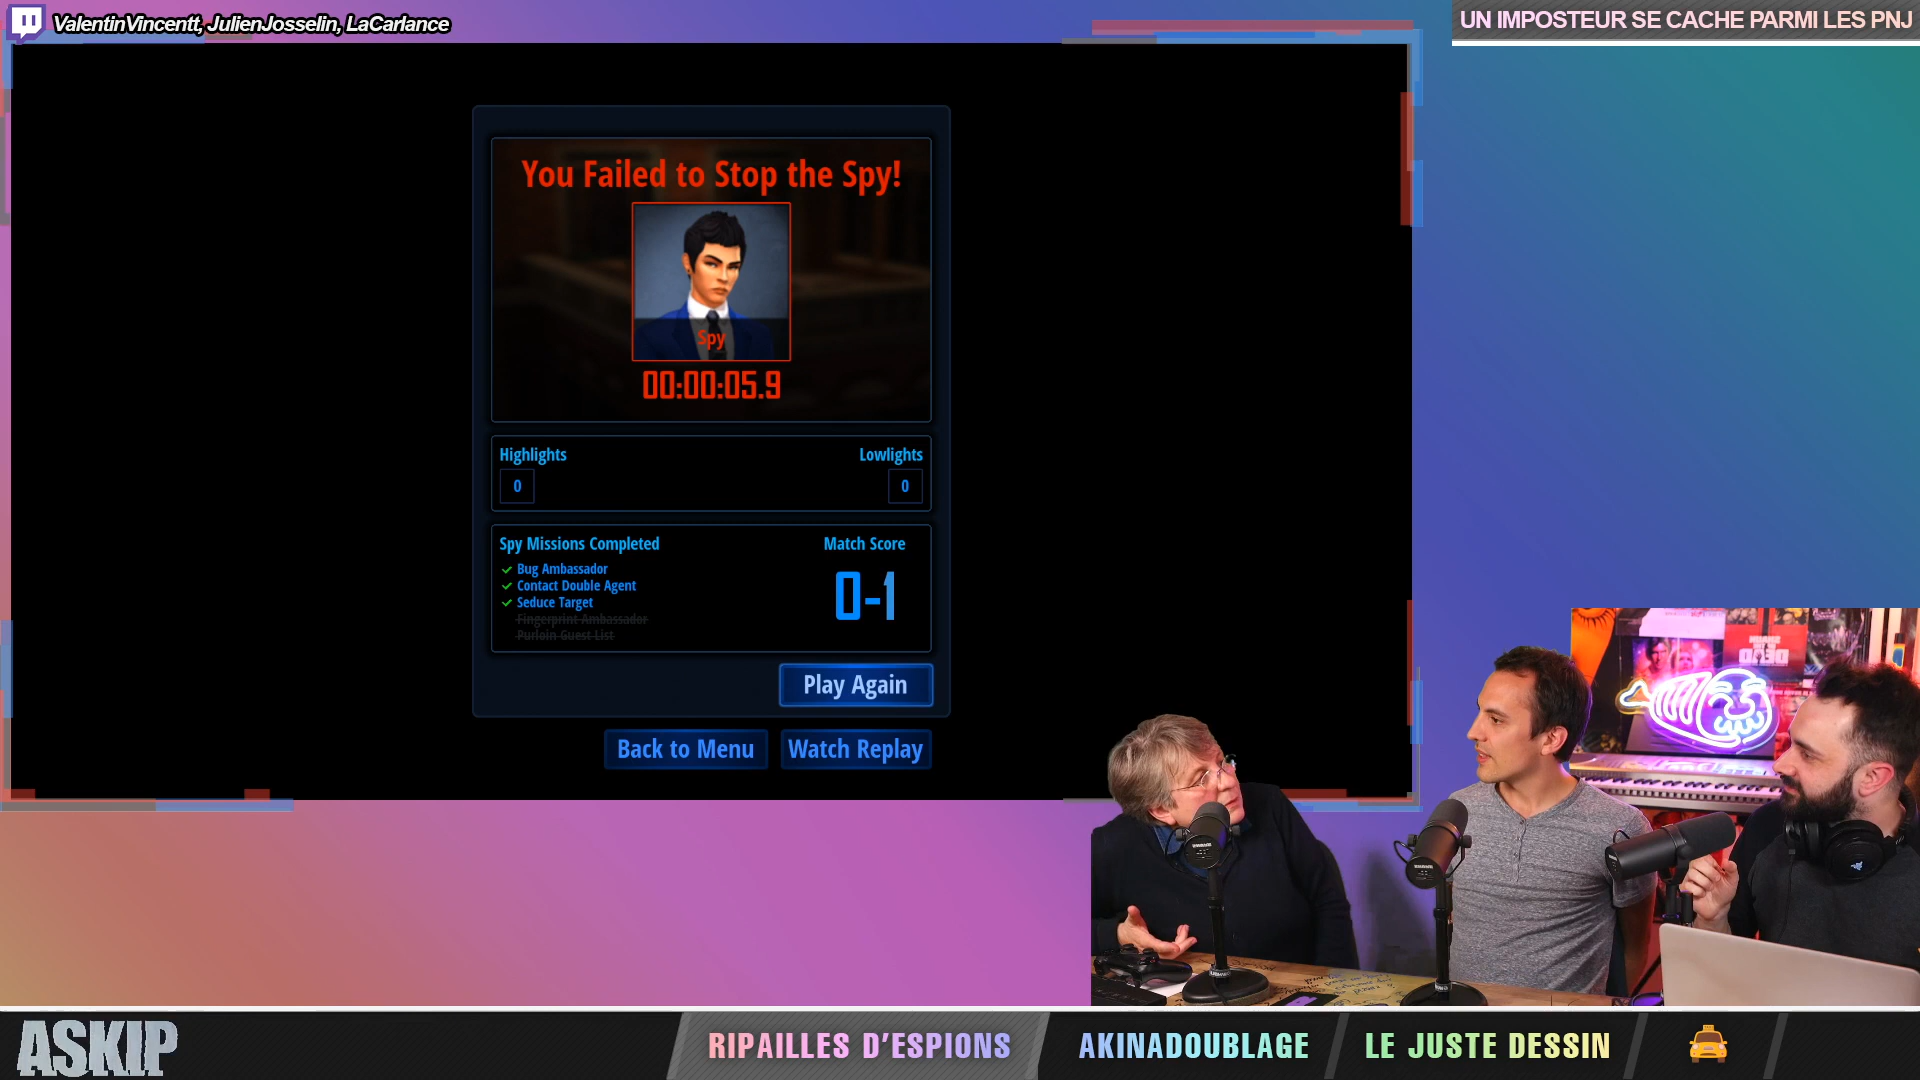 ValentinVincentt, JulienJosselin, LaCarlance
UN IMPOSTEUR SE CACHE PARMI LES PNJ
You Failed to Stop the Spy!
Spy
00:00:05.9
Highlights
Lowlights
0
0
Spy Missions Completed
Match Score
Bug Ambassador
Contact Double Agent
Seduce Target
Fingerprint Ambassador
Purloin Guest List
0-1
Play Again
Back to Menu
Watch Replay
ASKIP
RIPAILLES D'ESPIONS
AKINADOUBLAGE
LE JUSTE DESSIN